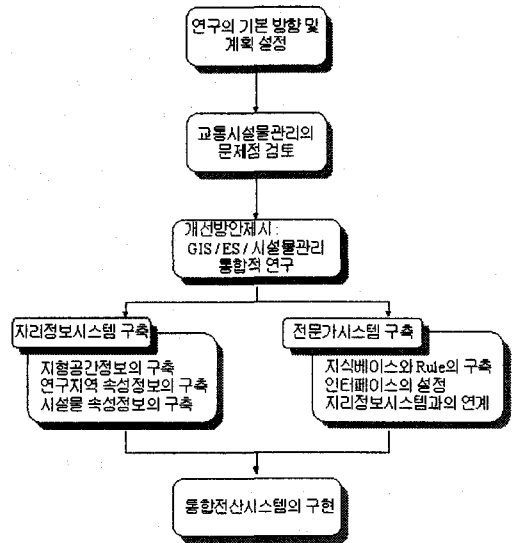 연구의 기본 방향 및
계획 설정
교통시설물관리의
문제점 검토
개선방안제시 :
GIS / ES / 시설물관리
통합적 연구
지리정보시스템 구축
지형공간정보의 구축
연구지역 속성정보의 구축
시설물 속성정보의 구축
전문가시스템 구축
지식베이스와 Rule의 구축
인터페이스의 설정
지리정보시스템과의 연계
통합전산시스템의 구현